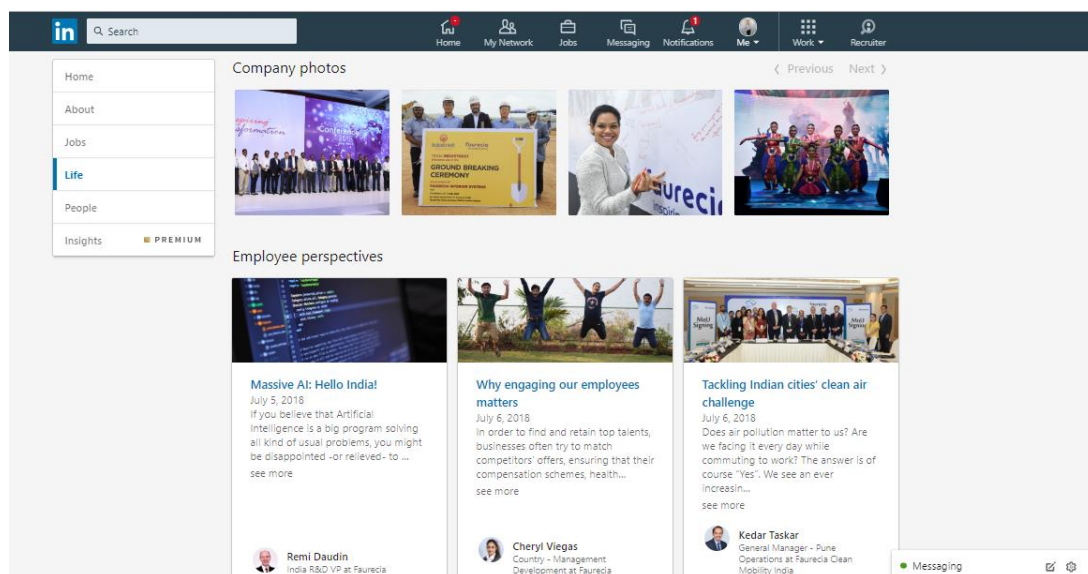 in
Search
Home
My Network
Jobs
Messaging
Notifications
1
Me
Work
Recruiter
Home
About
Jobs
Life
People
Insights
PREMIUM
Company photos
Previous
Next
Conference
faurecia
GROUND BREAKING
CEREMONY
faurecia
Employee perspectives
MoU
Signing
MoU
Signing
Massive AI: Hello India!
July 5, 2018
If you believe that Artificial
Intelligence is a big program solving
all kind of usual problems, you might
be disappointed -or relieved- to ...
see more
Remi Daudin
India R&D VP at Faurecia
Why engaging our employees
matters
July 6, 2018
In order to find and retain top talents,
businesses often try to match
competitors' offers, ensuring that their
compensation schemes, health...
see more
Cheryl Viegas
Country - Management
Development at Faurecia
Tackling Indian cities' clean air
challenge
July 6, 2018
Does air pollution matter to us? Are
we facing it every day while
commuting to work? The answer is of
course "Yes". We see an ever
increasin...
see more
Kedar Taskar
General Manager - Pune
Operations at Faurecia Clean
Mobility India.
Messaging